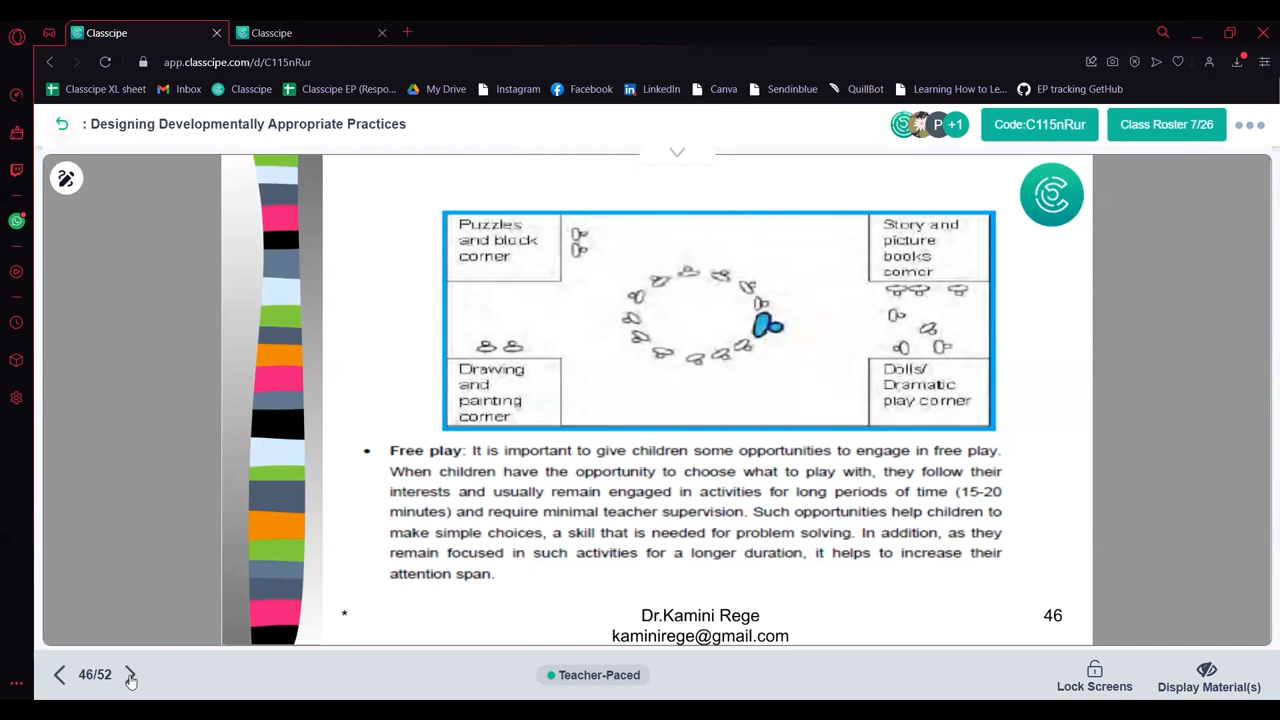 Classcipe
Classcipe
app.classcipe.com/d/C115nRur
Classcipe XL sheet
Inbox
Classcipe
Classcipe EP (Respo...
My Drive
Instagram
Facebook
LinkedIn
Canva
Sendinblue
QuillBot
Learning How to Le...
EP tracking GetHub
: Designing Developmentally Appropriate Practices
P
+1
Code:C115nRur
Class Roster 7/26
Puzzles
and block
corner
Story and
picture
books
corner
Drawing
and
painting
corner
Dolls/
Dramatic
play corner
• Free play: It is important to give children some opportunities to engage in free play.
When children have the opportunity to choose what to play with, they follow their
interests and usually remain engaged in activities for long periods of time (15-20
minutes) and require minimal teacher supervision. Such opportunities help children to
make simple choices, a skill that is needed for problem solving. In addition, as they
remain focused in such activities for a longer duration, it helps to increase their
attention span.
*
Dr.Kamini Rege
kaminirege@gmail.com
46
46/52
Teacher-Paced
Lock Screens
Display Material(s)